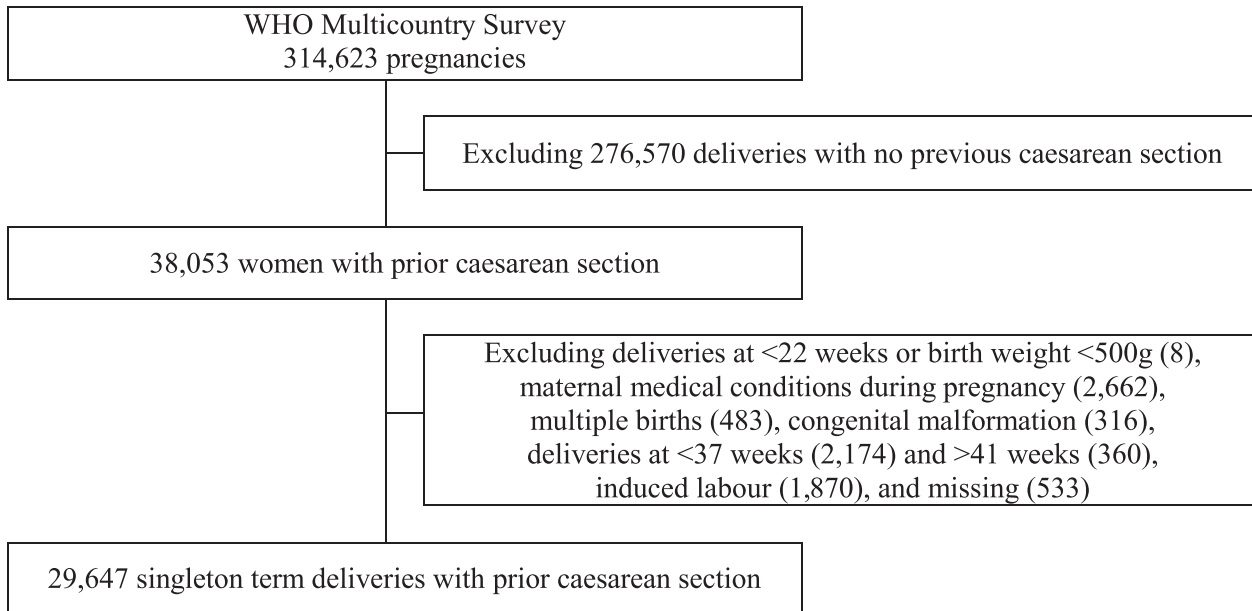 WHO Multicountry Survey
314,623 pregnancies
Excluding 276,570 deliveries with no previous caesarean section
38,053 women with prior caesarean section
Excluding deliveries at <22 weeks or birth weight <500g (8),
maternal medical conditions during pregnancy (2,662),
multiple births (483), congenital malformation (316),
deliveries at <37 weeks (2,174) and >41 weeks (360),
induced labour (1,870), and missing (533)
29,647 singleton term deliveries with prior caesarean section